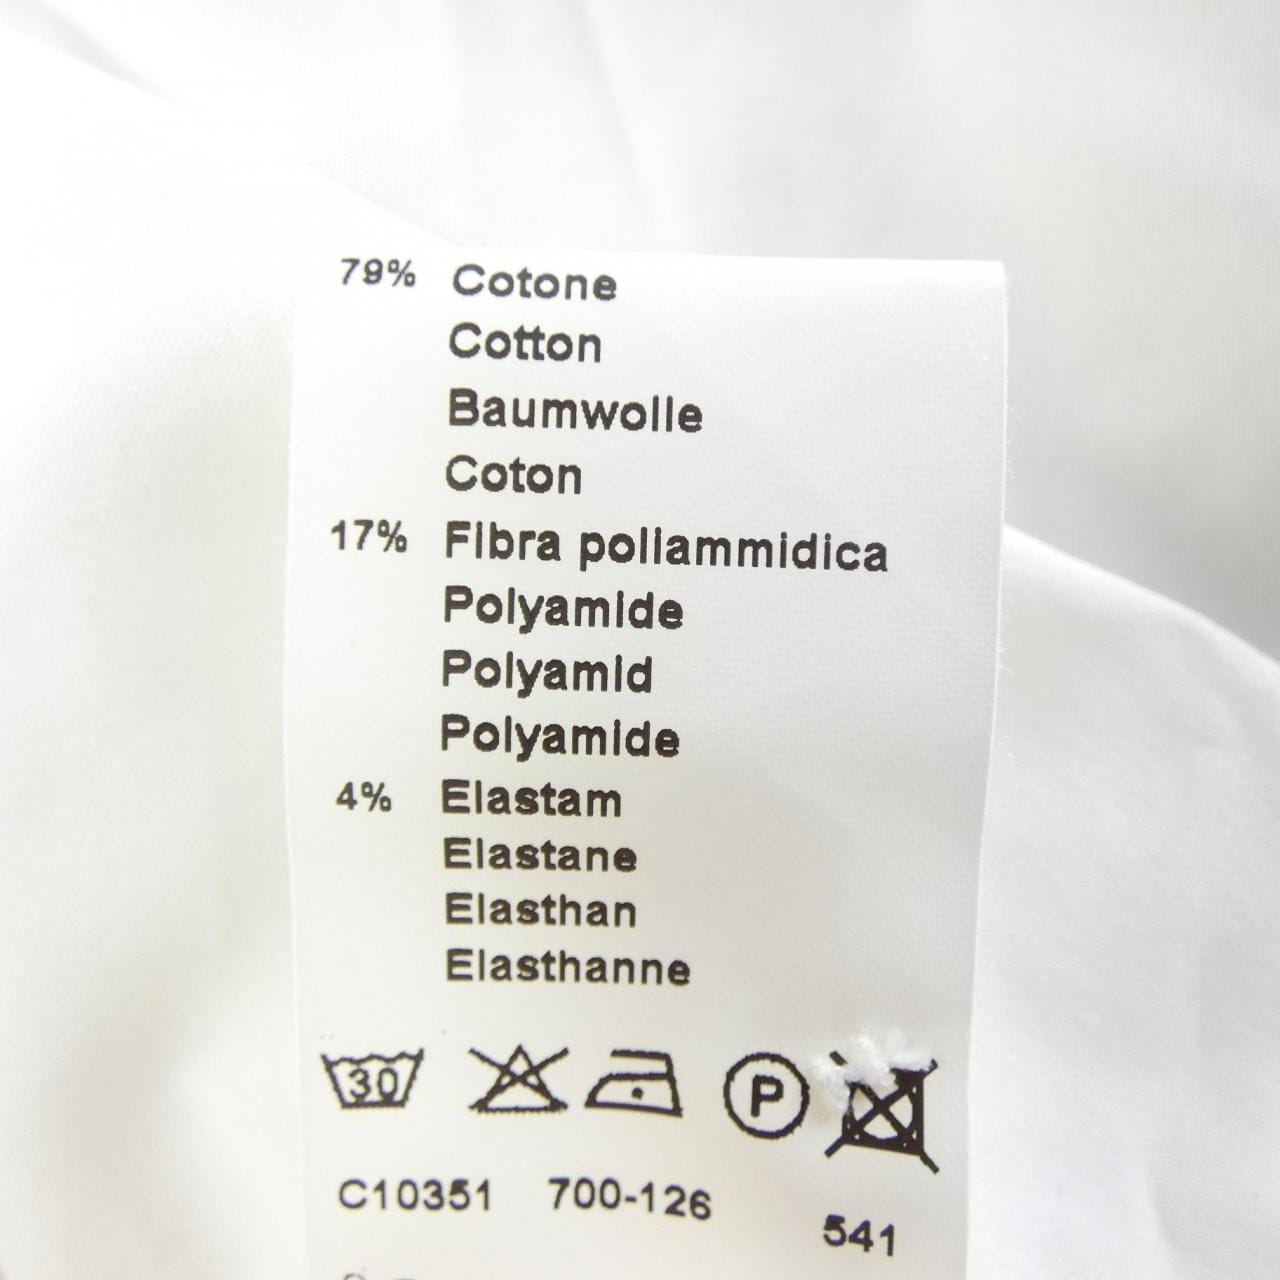 79% Cotone
Cotton
Baumwolle
Coton
17% Fibra poliammidica
Polyamide
Polyamid
Polyamide
4% Elastam
Elastane
Elasthan
Elasthanne
30 P
C10351 700-126 541